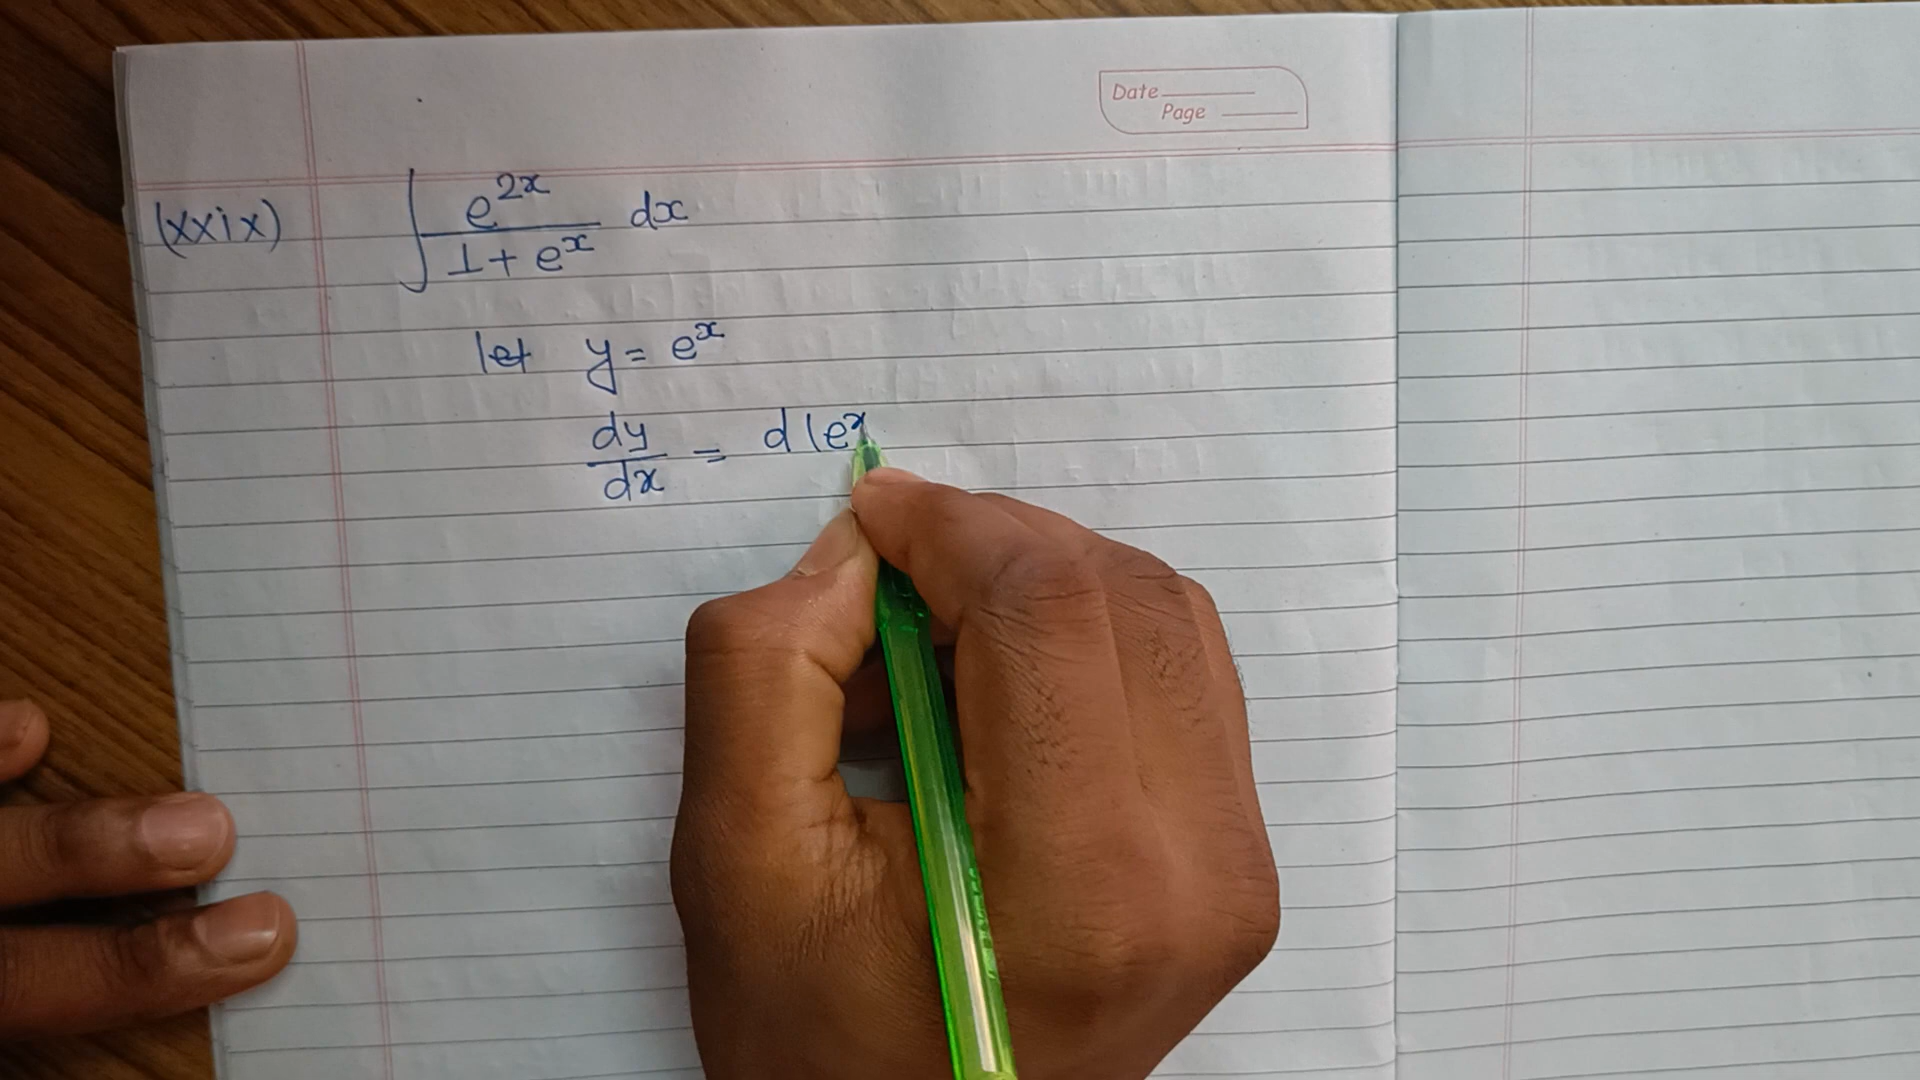 Date
Page
(xxix) ∫ e^{2x} / (1 + e^x) dx
let y = e^x
dy/dx = d(e^x